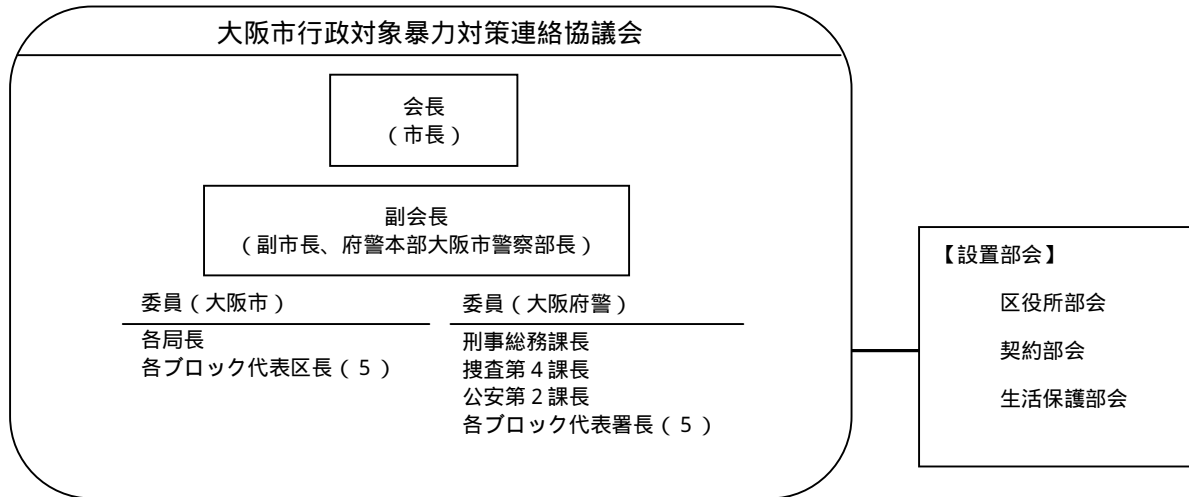 大阪市行政対象暴力対策連絡協議会
会長
（市長）
副会長
（副市長、府警本部大阪市警察部長）
委員（大阪市）
各局長
各ブロック代表区長（５）
委員（大阪府警）
刑事総務課長
捜査第４課長
公安第２課長
各ブロック代表署長（５）
【設置部会】
区役所部会
契約部会
生活保護部会